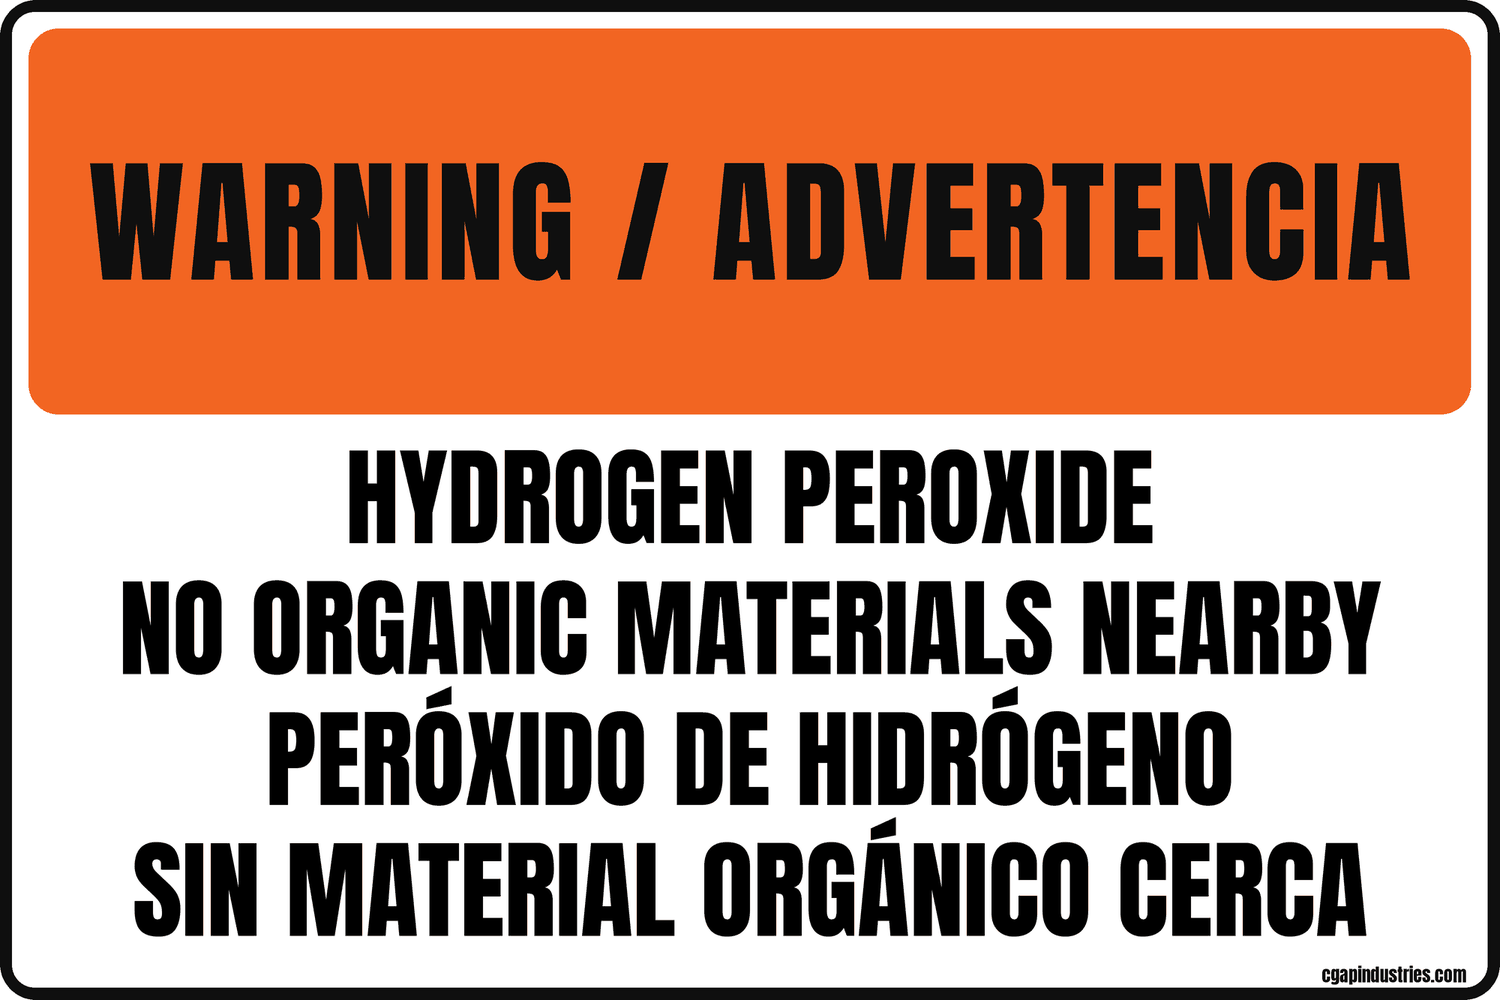 WARNING / ADVERTENCIA
HYDROGEN PEROXIDE
NO ORGANIC MATERIALS NEARBY
PERÓXIDO DE HIDRÓGENO
SIN MATERIAL ORGÁNICO CERCA
cgapindustries.com